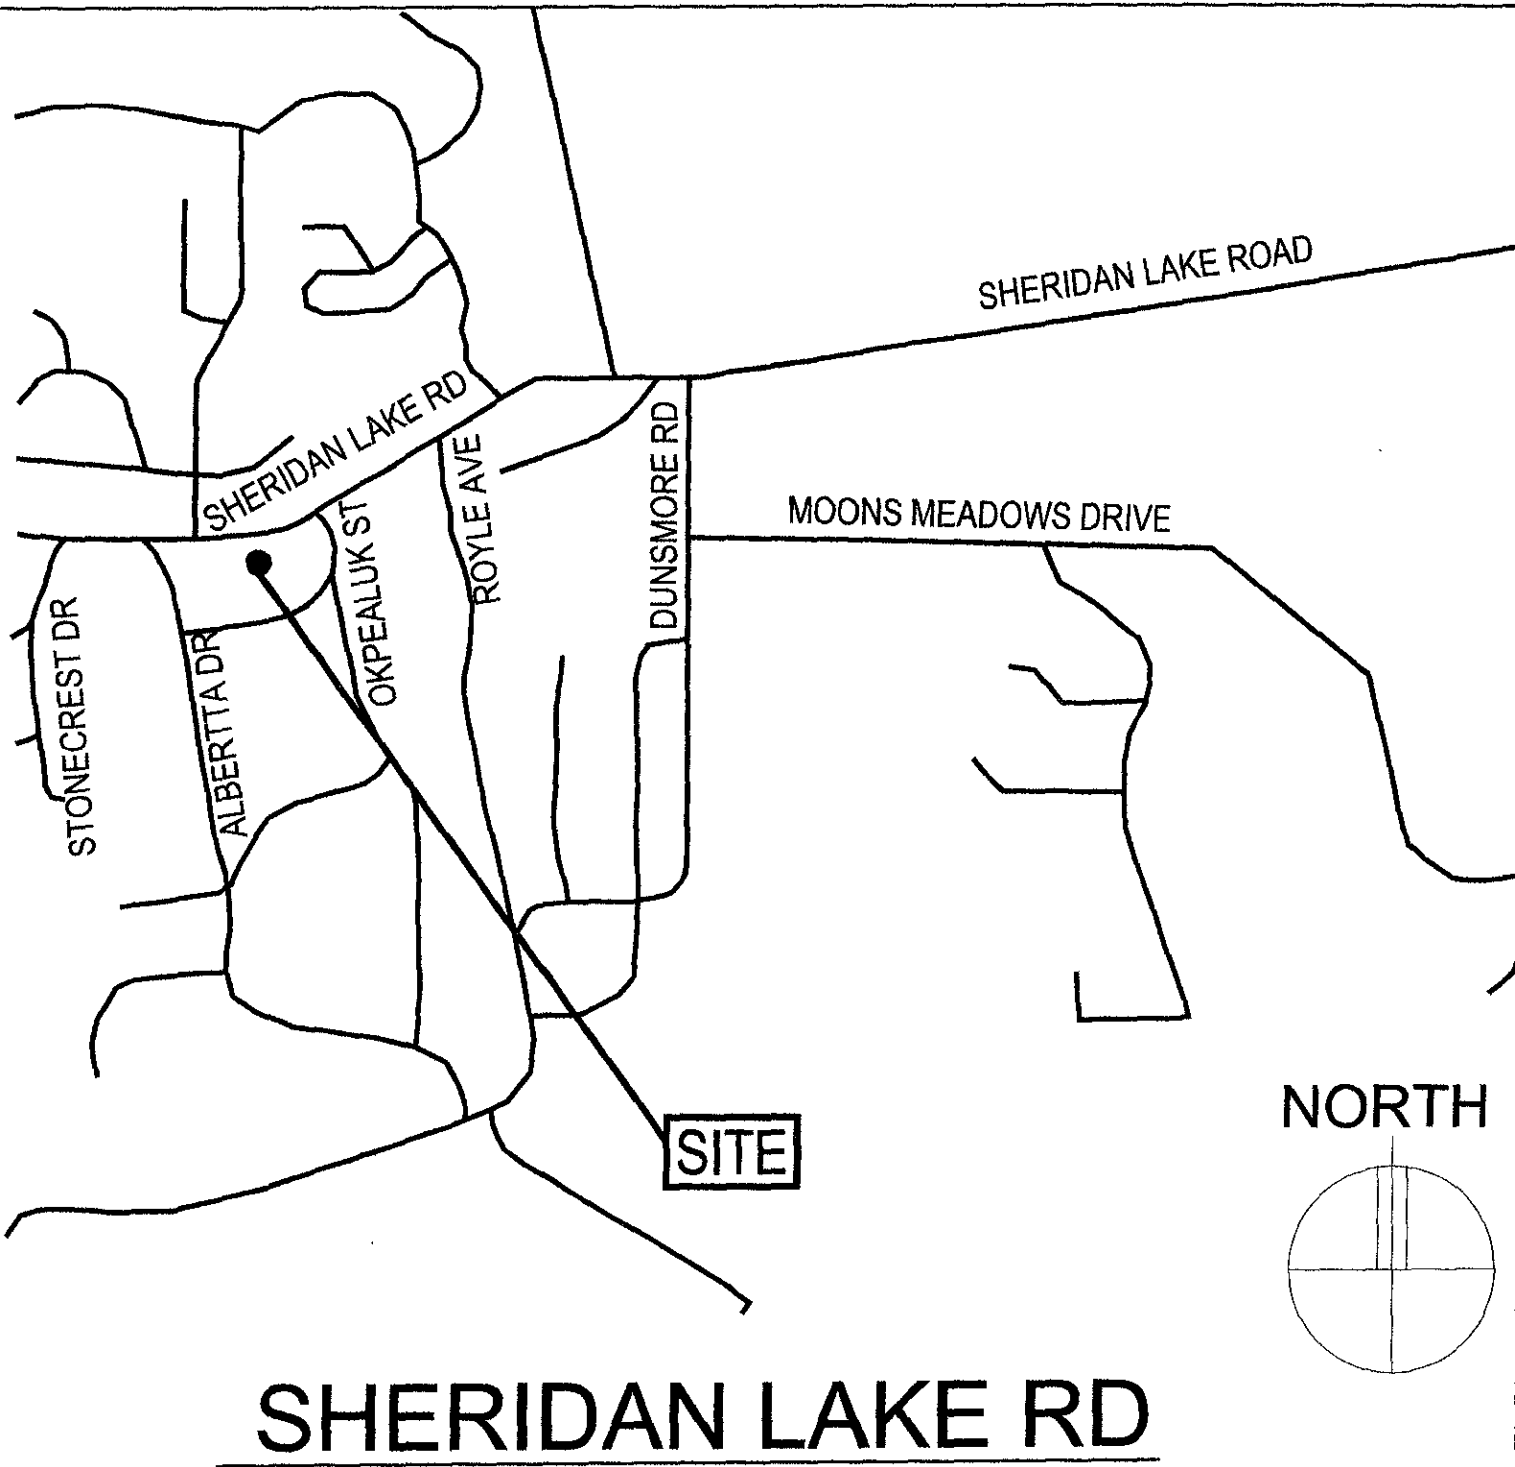 SHERIDAN LAKE ROAD
SHERIDAN LAKE RD
ROYLE AVE
DUNSMORE RD
OKPEALUK ST
MOONS MEADOWS DRIVE
STONECREST DR
ALBERTTA DR
SITE
NORTH
SHERIDAN LAKE RD